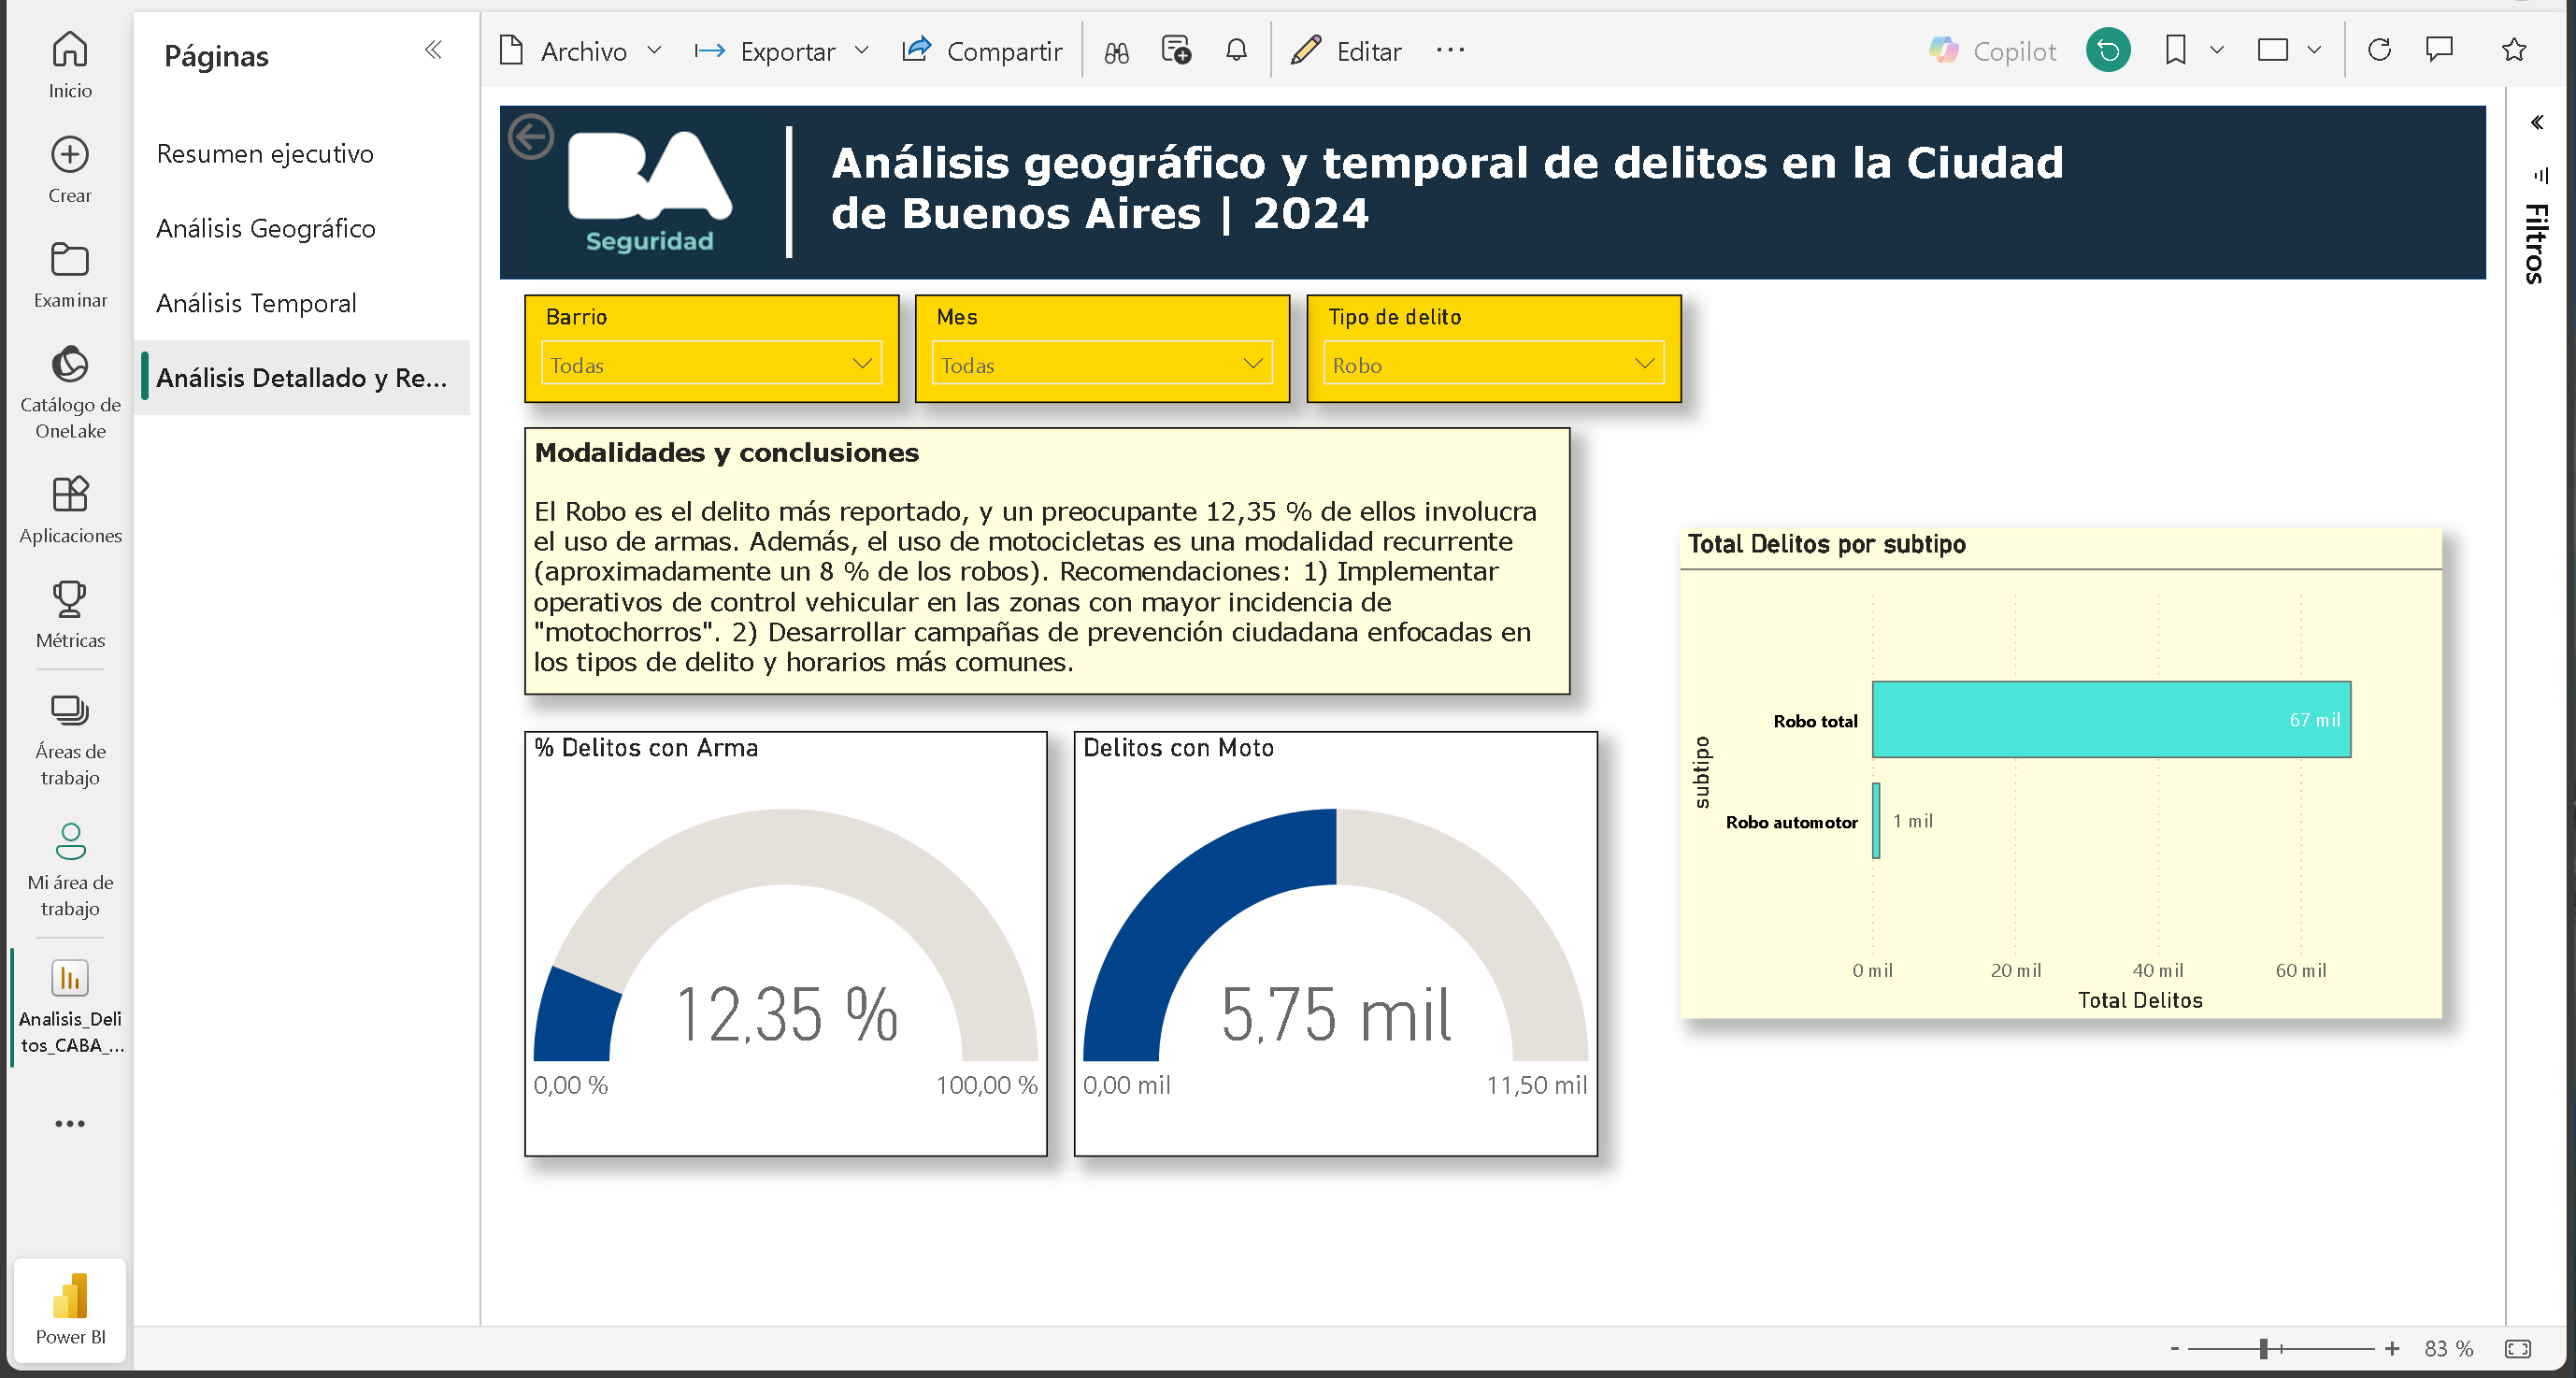 Inicio
Crear
Examinar
Catálogo de
OneLake
Aplicaciones
Métricas
Áreas de
trabajo
Mi área de
trabajo
Analisis_Deli
tos_CABA_...
Power BI
Páginas
Resumen ejecutivo
Análisis Geográfico
Análisis Temporal
Análisis Detallado y Re...
Archivo
Exportar
Compartir
Editar
Copilot
BA
Seguridad
Análisis geográfico y temporal de delitos en la Ciudad
de Buenos Aires | 2024
Filtros
Barrio
Todas
Mes
Todas
Tipo de delito
Robo
Modalidades y conclusiones
El Robo es el delito más reportado, y un preocupante 12,35 % de ellos involucra
el uso de armas. Además, el uso de motocicletas es una modalidad recurrente
(aproximadamente un 8 % de los robos). Recomendaciones: 1) Implementar
operativos de control vehicular en las zonas con mayor incidencia de
"motochorros". 2) Desarrollar campañas de prevención ciudadana enfocadas en
los tipos de delito y horarios más comunes.
% Delitos con Arma
12,35 %
0,00 %
100,00 %
Delitos con Moto
5,75 mil
0,00 mil
11,50 mil
Total Delitos por subtipo
subtipo
Robo total
67 mil
Robo automotor
1 mil
0 mil
20 mil
40 mil
60 mil
Total Delitos
- + 83 %